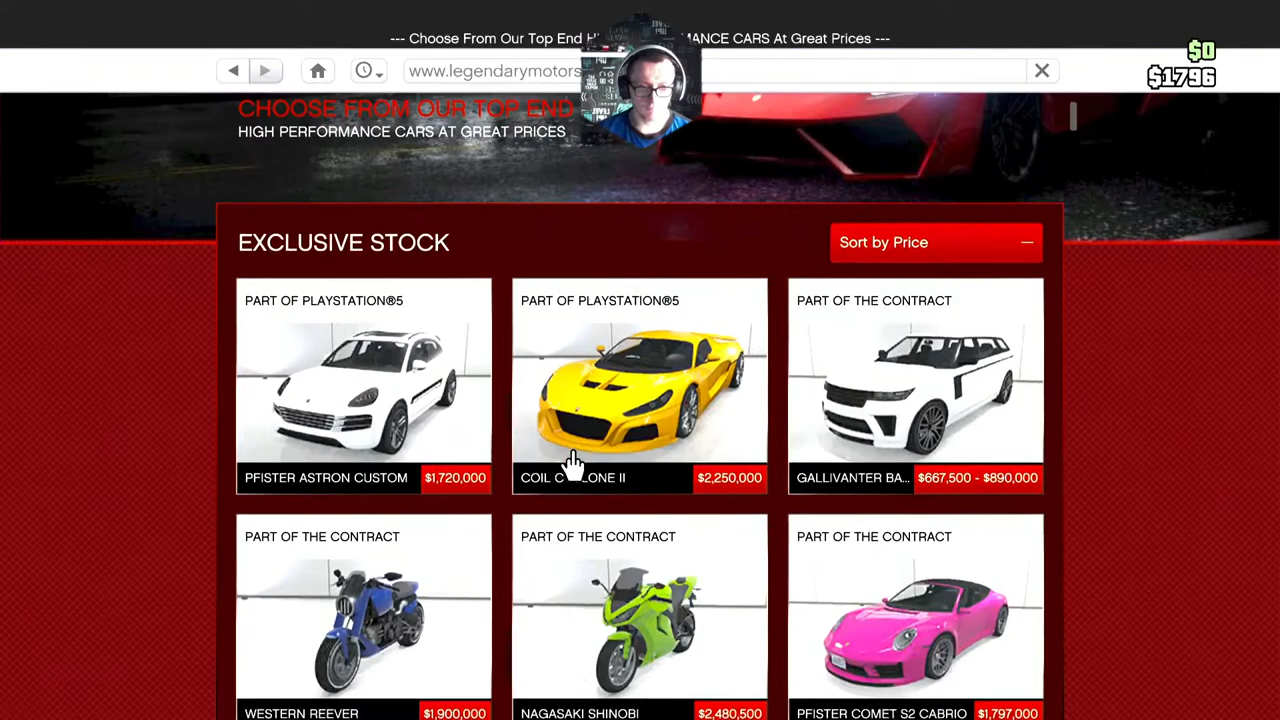 --- Choose From Our Top End H MANCE CARS At Great Prices ---
$0
$1796
www.legendarymotors
CHOOSE FROM OUR TOP END
HIGH PERFORMANCE CARS AT GREAT PRICES
EXCLUSIVE STOCK
Sort by Price
PART OF PLAYSTATION®5
PART OF PLAYSTATION®5
PART OF THE CONTRACT
PFISTER ASTRON CUSTOM $1,720,000
COIL C LONE II $2,250,000
GALLIVANTER BA... $667,500 - $890,000
PART OF THE CONTRACT
PART OF THE CONTRACT
PART OF THE CONTRACT
WESTERN REEVER $1,900,000
NAGASAKI SHINOBI $2,480,500
PFISTER COMET S2 CABRIO $1,797,000